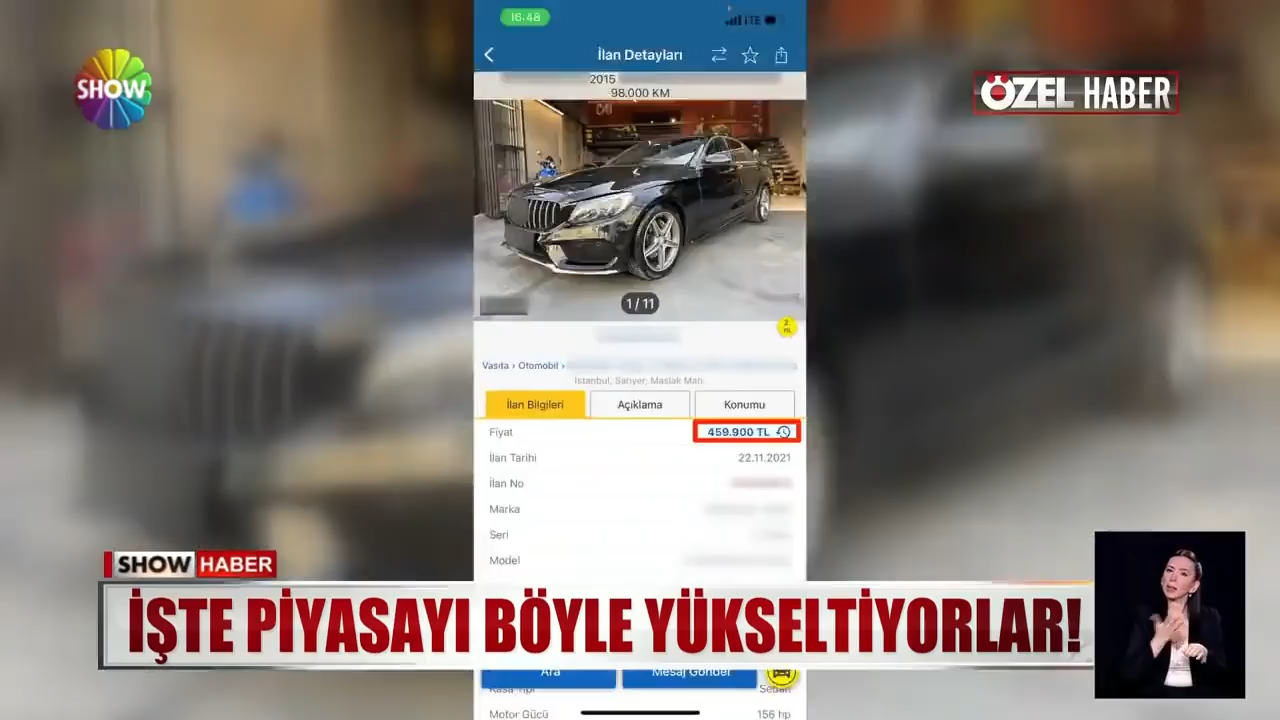 16:48
LTE
İlan Detayları
2015
98.000 KM
SHOW
ÖZEL HABER
1 / 11
2.
EL
Vasıta › Otomobil ›
İstanbul, Sarıyer, Maslak Mah.
İlan Bilgileri
Açıklama
Konumu
Fiyat
459.900 TL
İlan Tarihi
22.11.2021
İlan No
Marka
Seri
Model
SHOW HABER
İŞTE PİYASAYI BÖYLE YÜKSELTİYORLAR!
Ara
Mesaj Gönder
Kasa Tipi
Sedan
Motor Gücü
156 hp